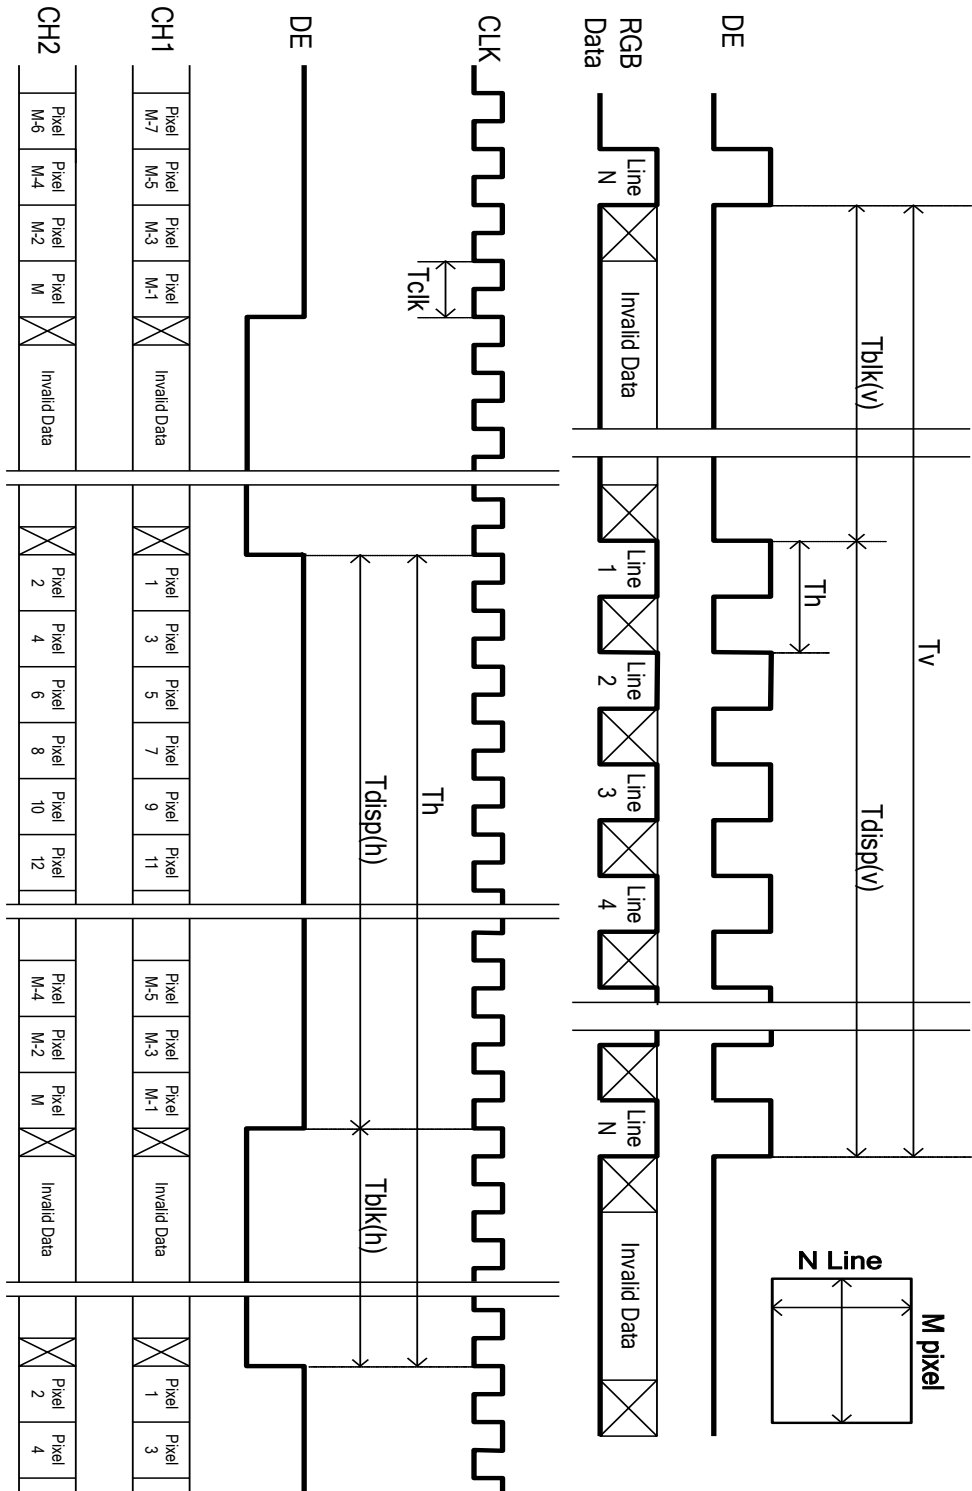 DE
RGB
Data
Line
N
Invalid Data
Line
1
Line
2
Line
3
Line
4
Line
N
Invalid Data
Tv
Tblk(v)
Tdisp(v)
Th
N Line
M pixel
CLK
Tclk
Th
Tdisp(h)
Tblk(h)
DE
CH1
Pixel
M-7
Pixel
M-5
Pixel
M-3
Pixel
M-1
Invalid Data
Pixel
1
Pixel
3
Pixel
5
Pixel
7
Pixel
9
Pixel
11
Pixel
M-5
Pixel
M-3
Pixel
M-1
Invalid Data
Pixel
1
Pixel
3
CH2
Pixel
M-6
Pixel
M-4
Pixel
M-2
Pixel
M
Invalid Data
Pixel
2
Pixel
4
Pixel
6
Pixel
8
Pixel
10
Pixel
12
Pixel
M-4
Pixel
M-2
Pixel
M
Invalid Data
Pixel
2
Pixel
4